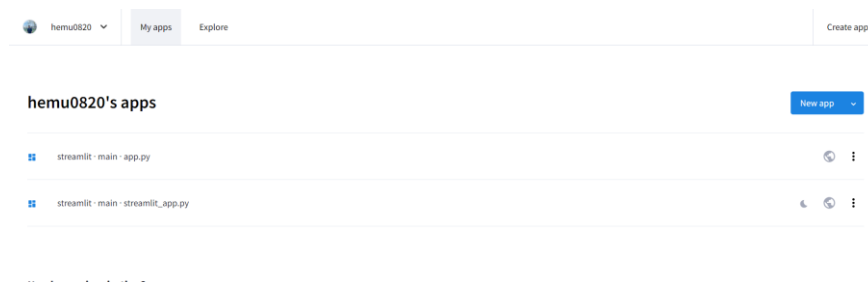 hemu0820 My apps Explore Create app
hemu0820's apps New app
streamlit · main · app.py
streamlit · main · streamlit_app.py